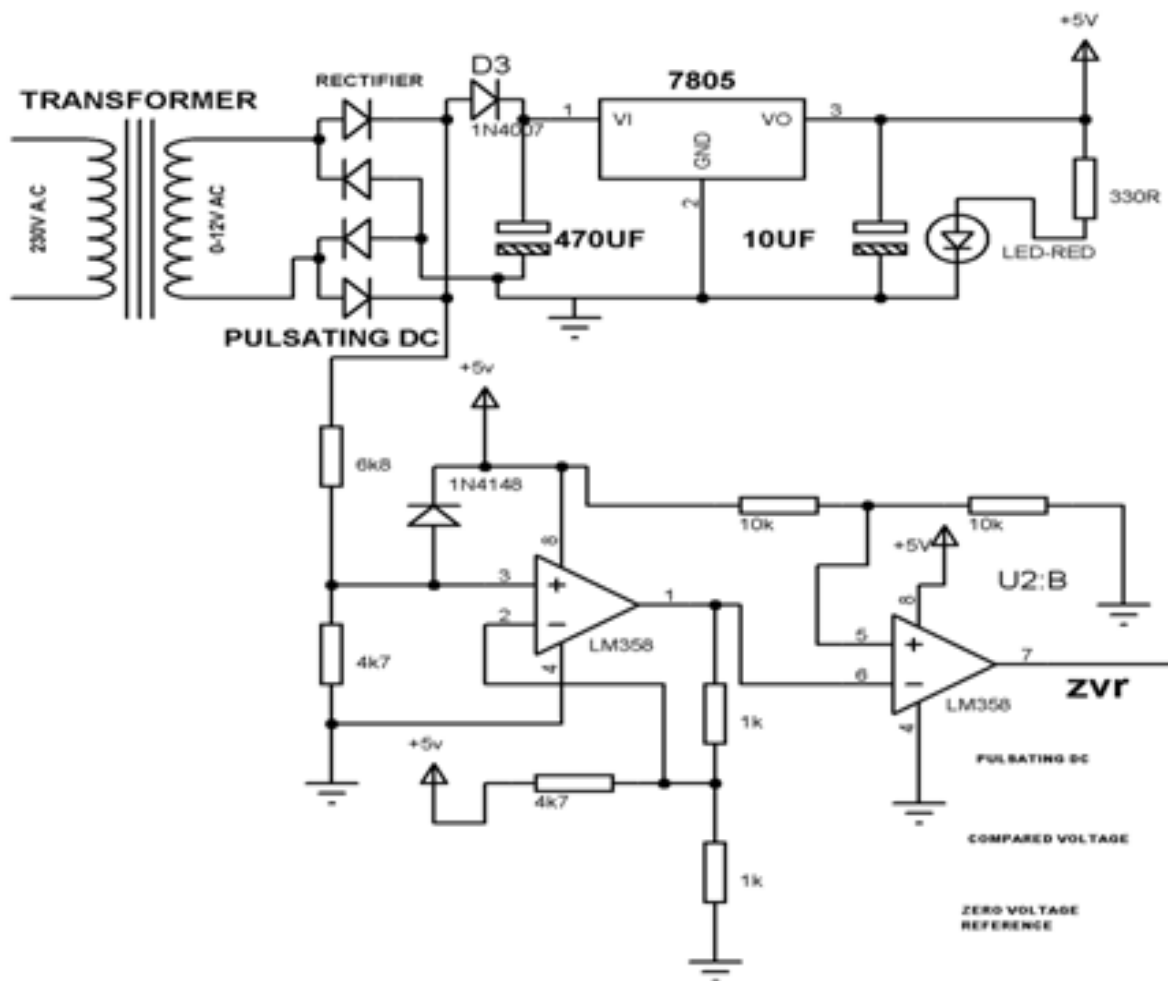 +5V
D3
RECTIFIER
7805
TRANSFORMER
1N4007
1
VI
VO
3
GND
2
230V A.C
0-12V AC
330R
470UF
10UF
LED-RED
PULSATING DC
+5v
6k8
1N4148
10k
10k
+5V
8
U2:B
8
3
1
2
LM358
5
7
4k7
4
6
zvr
LM358
1k
4
+5v
PULSATING DC
4k7
COMPARED VOLTAGE
1k
ZERO VOLTAGE
REFERENCE